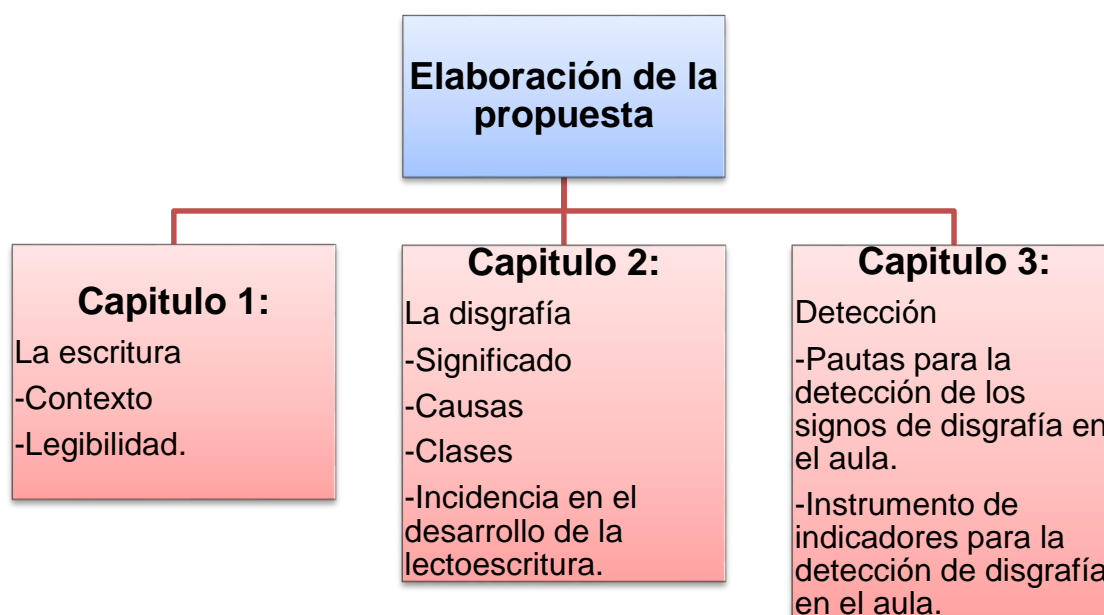 Elaboración de la
propuesta
Capitulo 1:
La escritura
-Contexto
-Legibilidad.
Capitulo 2:
La disgrafía
-Significado
-Causas
-Clases
-Incidencia en el
desarrollo de la
lectoescritura.
Capitulo 3:
Detección
-Pautas para la
detección de los
signos de disgrafía en
el aula.
-Instrumento de
indicadores para la
detección de disgrafía
en el aula.